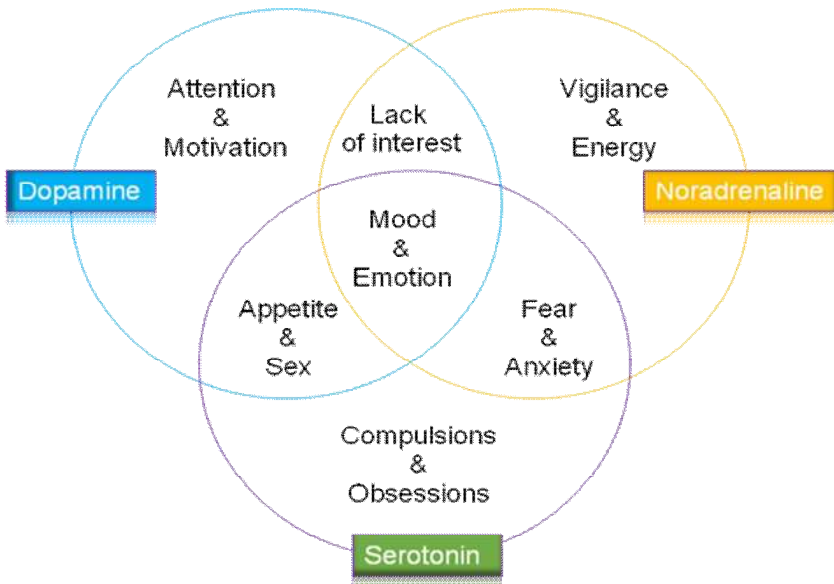 Attention
&
Motivation
Lack
of interest
Vigilance
&
Energy
Dopamine
Noradrenaline
Mood
&
Emotion
Appetite
&
Sex
Fear
&
Anxiety
Compulsions
&
Obsessions
Serotonin